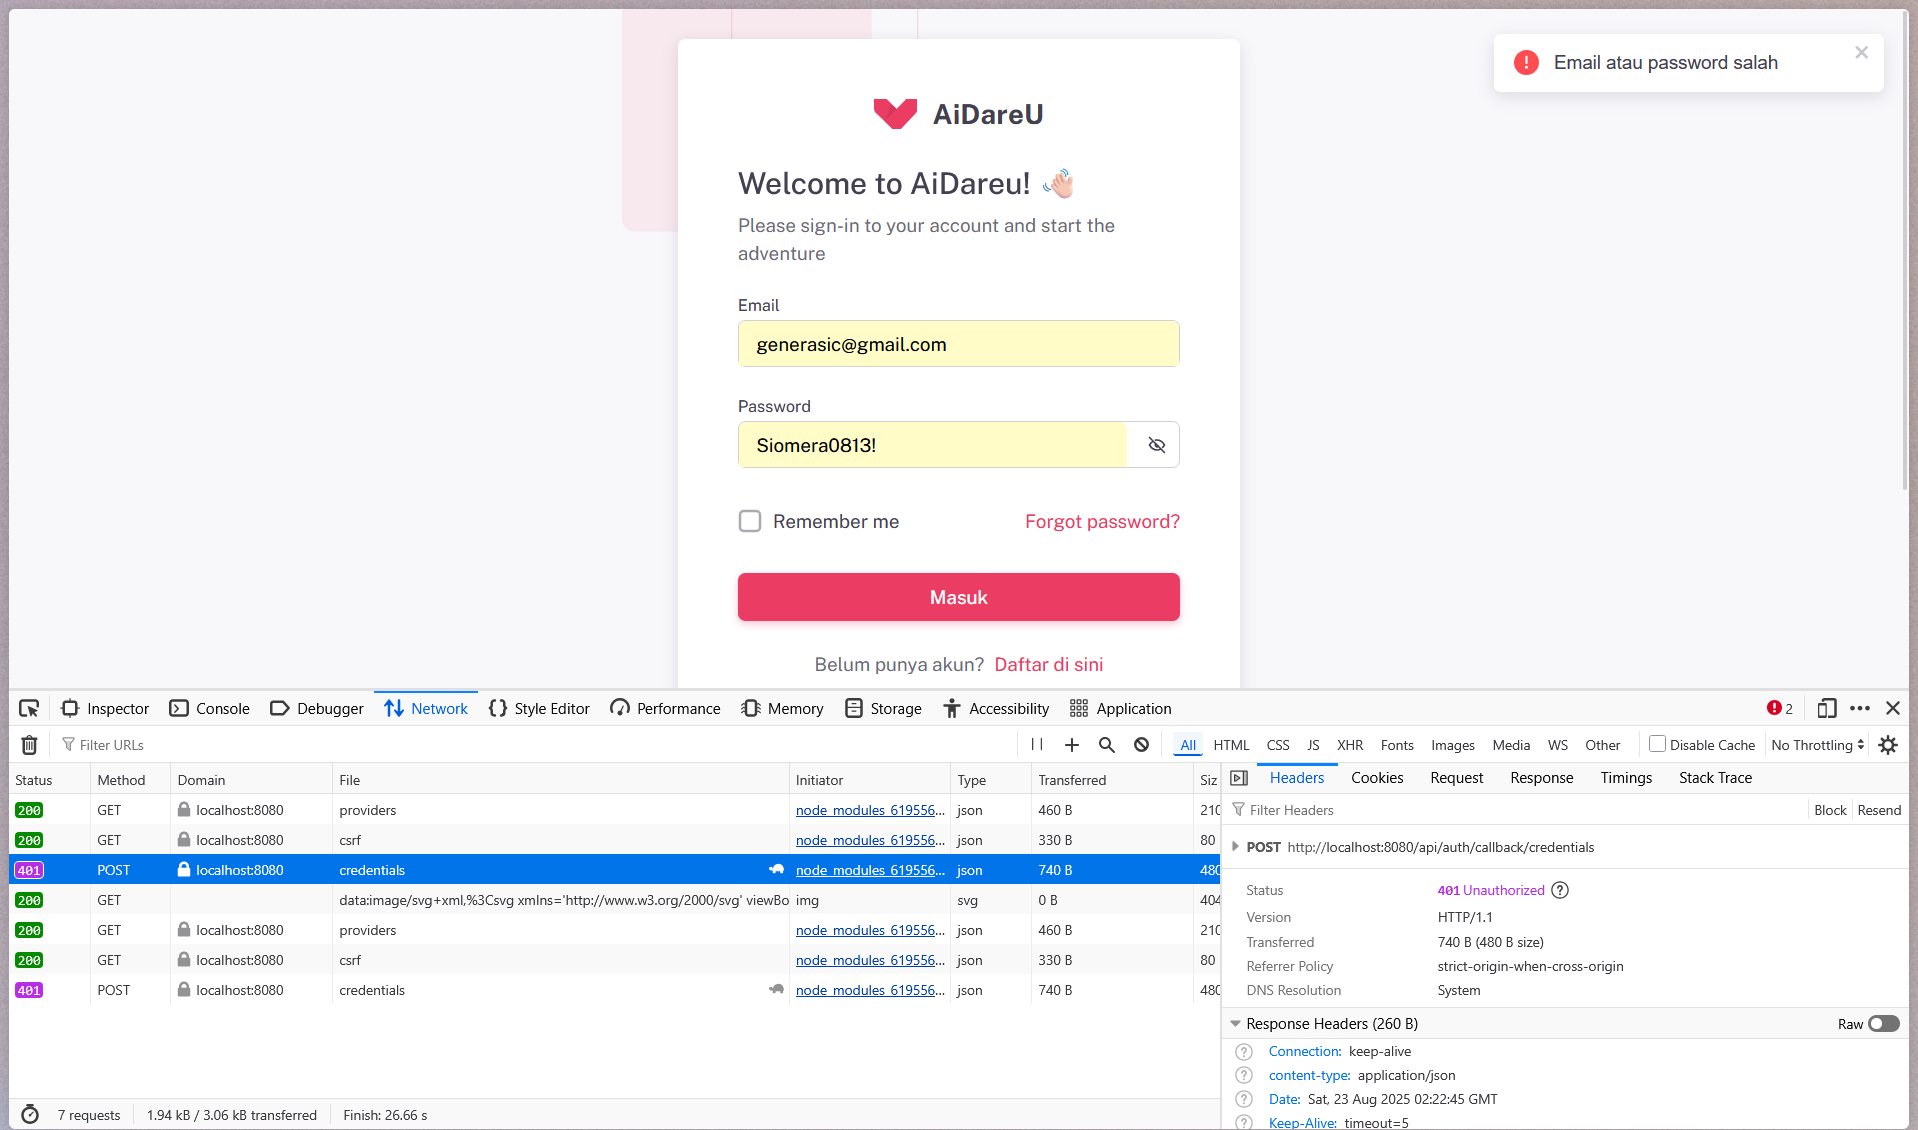 Email atau password salah
AiDareU
Welcome to AiDareu!
Please sign-in to your account and start the
adventure
Email
generasic@gmail.com
Password
Siomera0813!
Remember me Forgot password?
Masuk
Belum punya akun? Daftar di sini
Inspector Console Debugger Network Style Editor Performance Memory Storage Accessibility Application 2
Filter URLs All HTML CSS JS XHR Fonts Images Media WS Other Disable Cache No Throttling
Status Method Domain File Initiator Type Transferred Siz
200 GET localhost:8080 providers node_modules_619556... json 460 B 210
200 GET localhost:8080 csrf node_modules_619556... json 330 B 80
401 POST localhost:8080 credentials node_modules_619556... json 740 B 480
200 GET data:image/svg+xml,%3Csvg xmlns='http://www.w3.org/2000/svg' viewBo img svg 0 B 404
200 GET localhost:8080 providers node_modules_619556... json 460 B 210
200 GET localhost:8080 csrf node_modules_619556... json 330 B 80
401 POST localhost:8080 credentials node_modules_619556... json 740 B 480
7 requests 1.94 kB / 3.06 kB transferred Finish: 26.66 s
Headers Cookies Request Response Timings Stack Trace
Filter Headers Block Resend
POST http://localhost:8080/api/auth/callback/credentials
Status 401 Unauthorized
Version HTTP/1.1
Transferred 740 B (480 B size)
Referrer Policy strict-origin-when-cross-origin
DNS Resolution System
Response Headers (260 B) Raw
Connection: keep-alive
content-type: application/json
Date: Sat, 23 Aug 2025 02:22:45 GMT
Keep-Alive: timeout=5